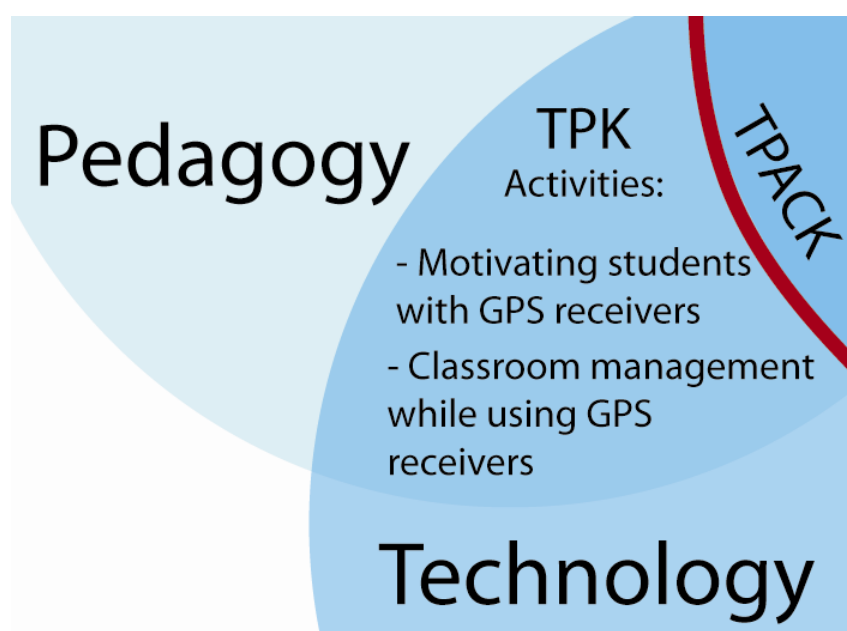 Pedagogy
TPK
Activities:
- Motivating students
with GPS receivers
- Classroom management
while using GPS
receivers
TPACK
Technology